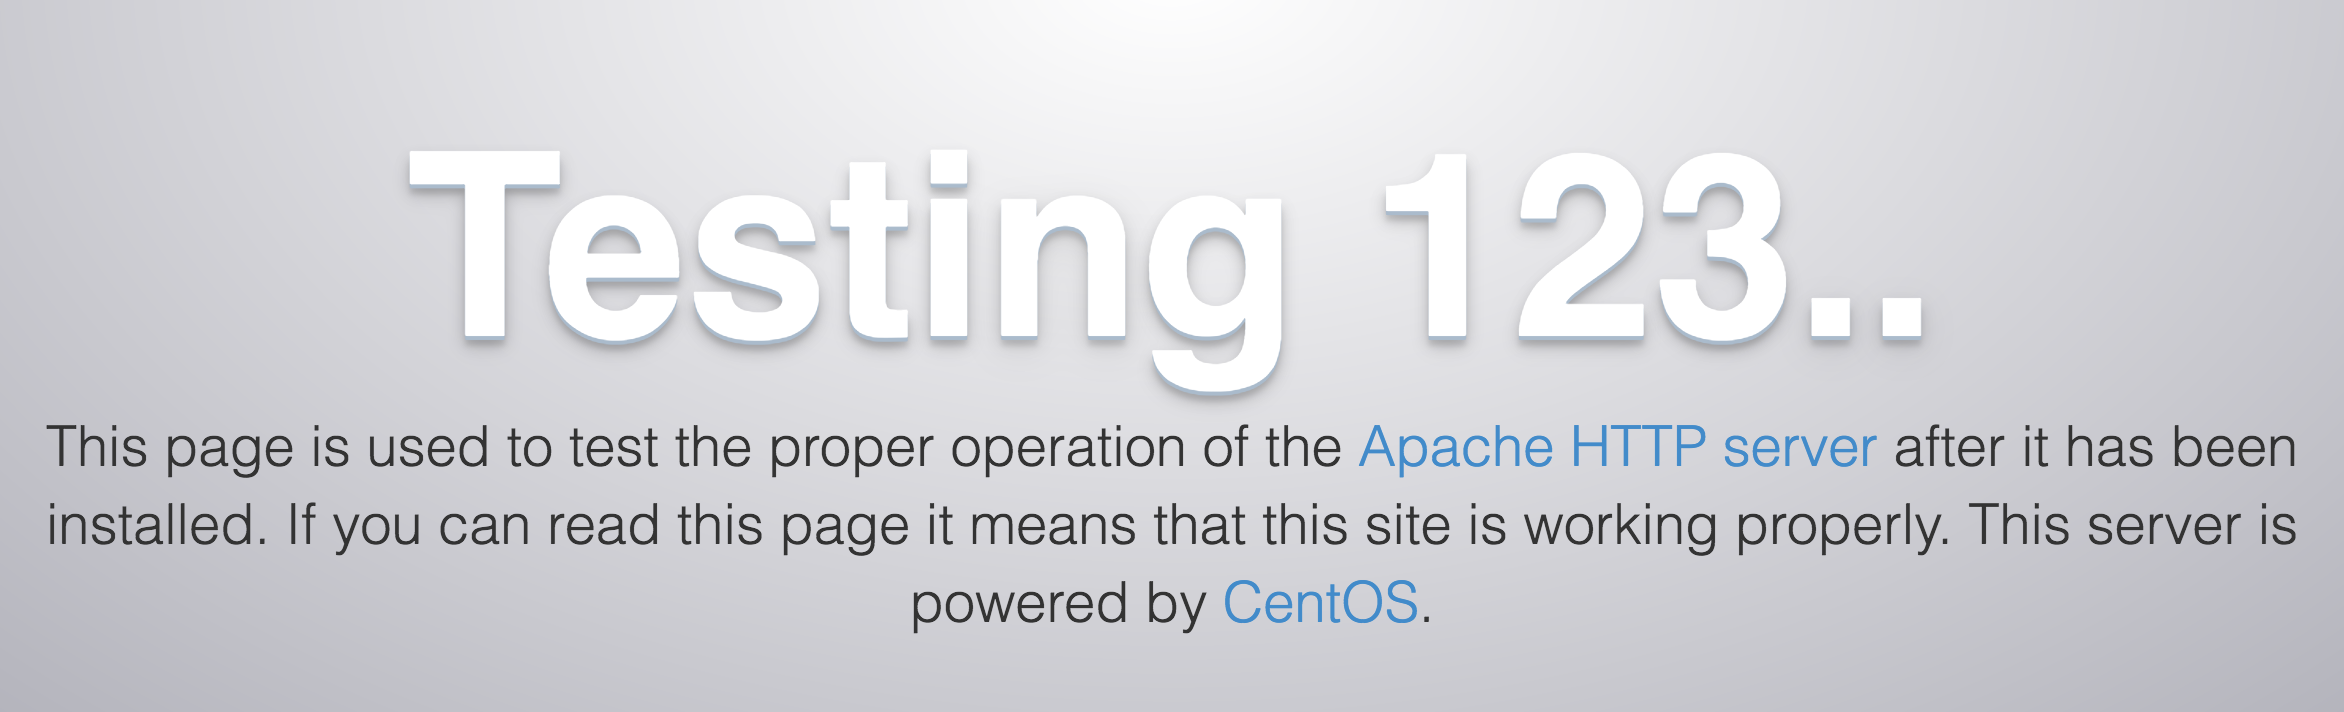 Testing 123..
This page is used to test the proper operation of the Apache HTTP server after it has been
installed. If you can read this page it means that this site is working properly. This server is
powered by CentOS.